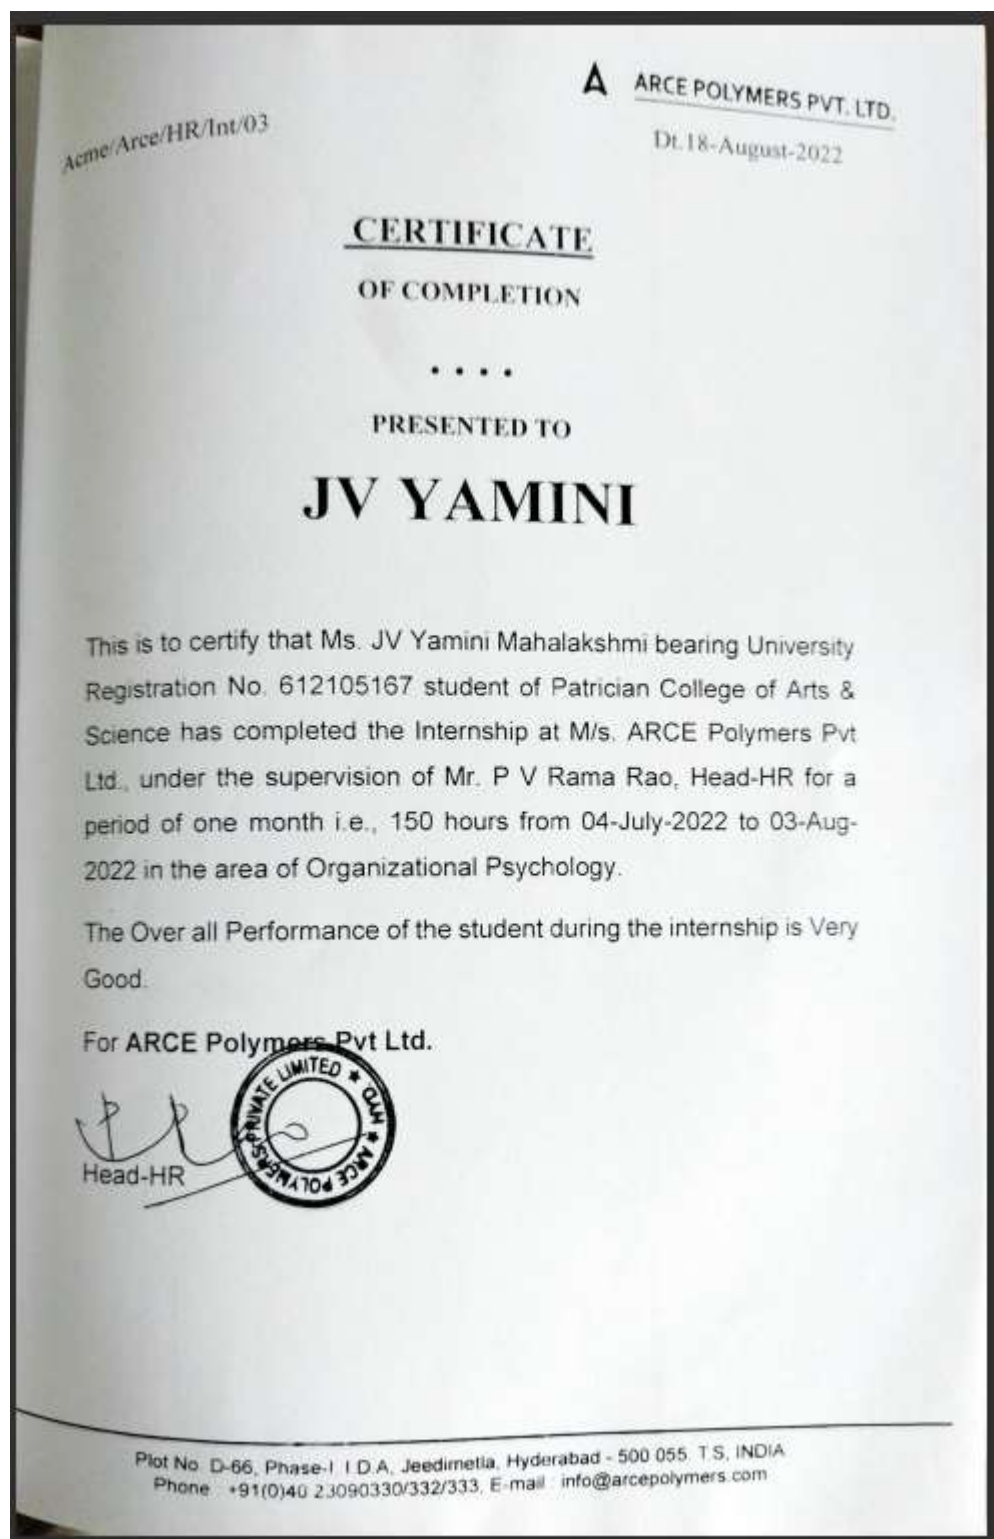 ARCE POLYMERS PVT. LTD.
Acme/Arce/HR/Int/03
Dt.18-August-2022
CERTIFICATE
OF COMPLETION
PRESENTED TO
JV YAMINI
This is to certify that Ms. JV Yamini Mahalakshmi bearing University
Registration No. 612105167 student of Patrician College of Arts &
Science has completed the Internship at M/s. ARCE Polymers Pvt
Ltd., under the supervision of Mr. P V Rama Rao, Head-HR for a
period of one month i.e., 150 hours from 04-July-2022 to 03-Aug-
2022 in the area of Organizational Psychology.
The Over all Performance of the student during the internship is Very
Good.
For ARCE Polymers Pvt Ltd.
ARCE POLYMERS PRIVATE LIMITED ★ HYD ★
Head-HR
Plot No. D-66, Phase-I, I.D.A, Jeedimetla, Hyderabad - 500 055. T.S, INDIA
Phone : +91(0)40 23090330/332/333, E-mail : info@arcepolymers.com